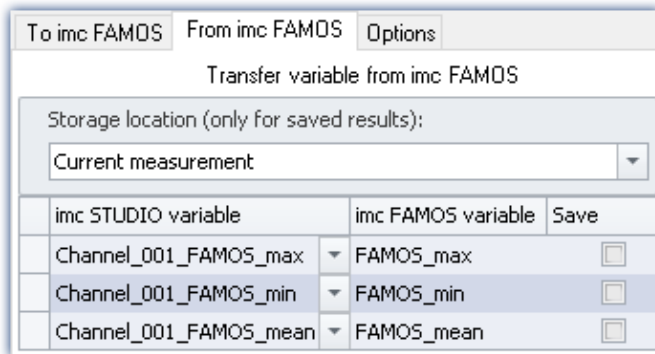 To imc FAMOS From imc FAMOS Options
Transfer variable from imc FAMOS
Storage location (only for saved results):
Current measurement
imc STUDIO variable imc FAMOS variable Save
Channel_001_FAMOS_max FAMOS_max
Channel_001_FAMOS_min FAMOS_min
Channel_001_FAMOS_mean FAMOS_mean